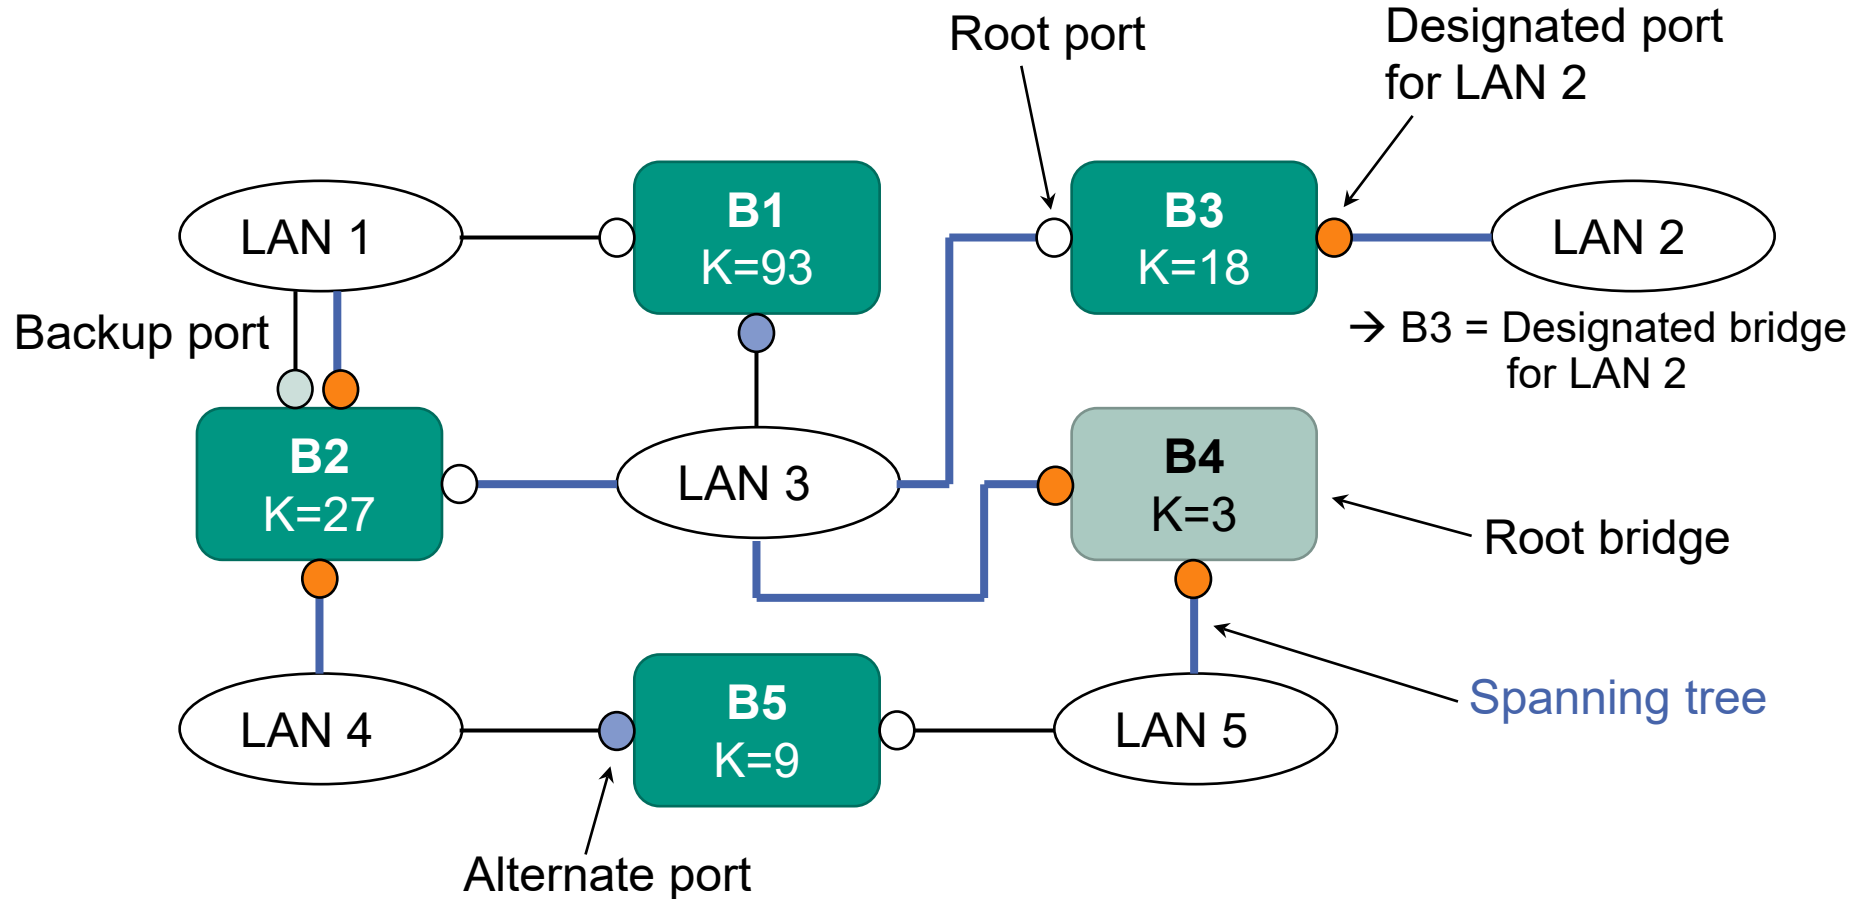 Root port
Designated port
for LAN 2
LAN 1
B1
K=93
B3
K=18
LAN 2
Backup port
→ B3 = Designated bridge
for LAN 2
B2
K=27
LAN 3
B4
K=3
Root bridge
LAN 4
B5
K=9
LAN 5
Spanning tree
Alternate port